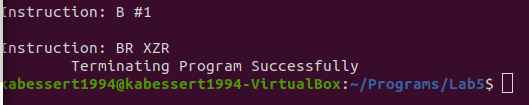 Instruction: B #1
Instruction: BR XZR
Terminating Program Successfully
kabessert1994@kabessert1994-VirtualBox:~/Programs/Lab5$